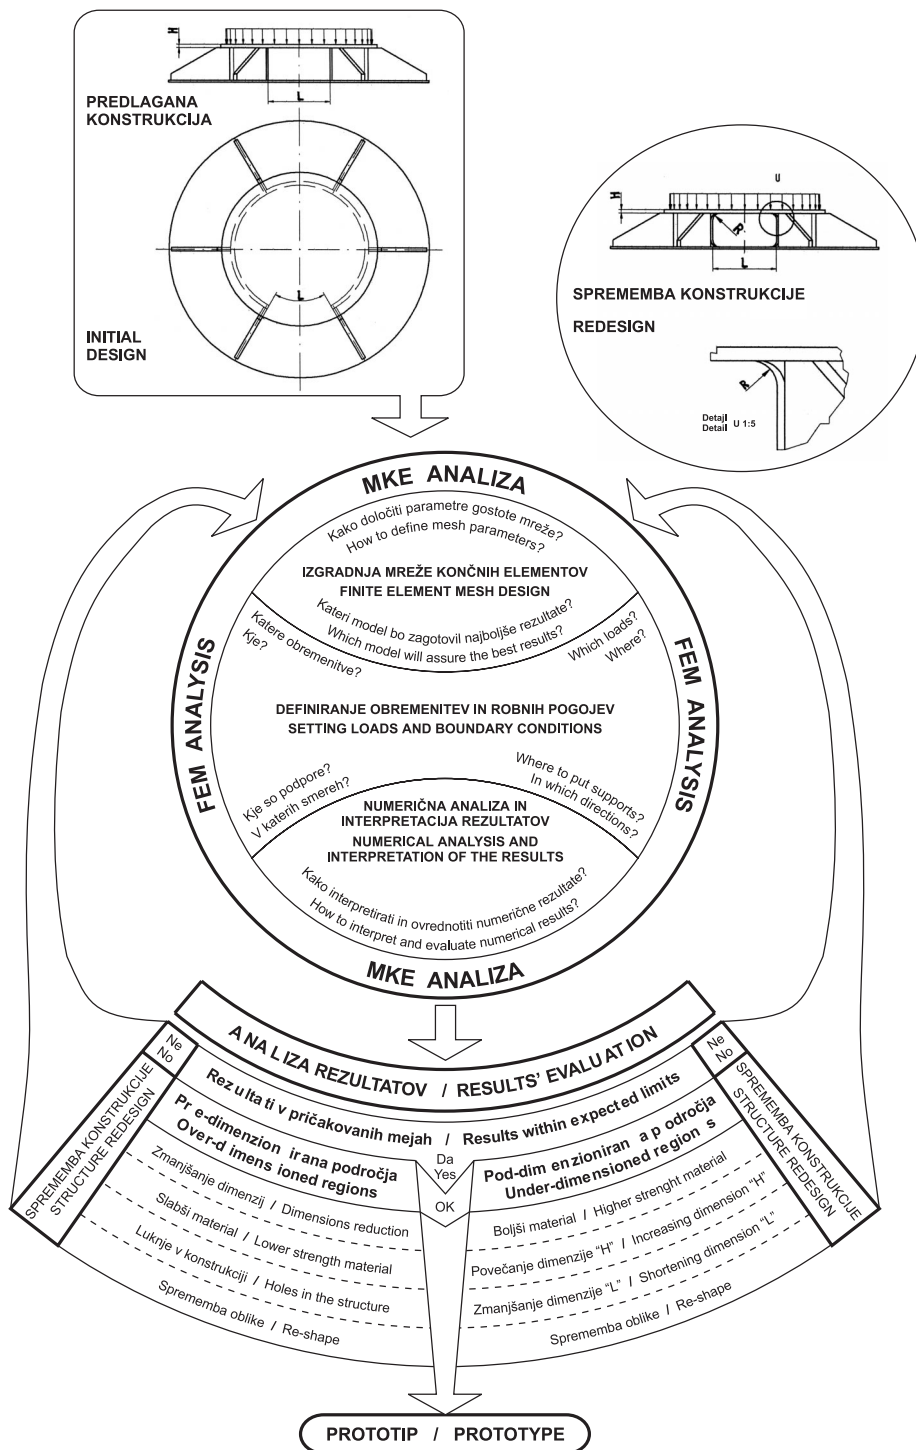 H
L
PREDLAGANA
KONSTRUKCIJA
L
INITIAL
DESIGN
U
H
R
L
SPREMEMBA KONSTRUKCIJE
REDESIGN
R
Detajl
Detail U 1:5
MKE ANALIZA
Kako določiti parametre gostote mreže?
How to define mesh parameters?
IZGRADNJA MREŽE KONČNIH ELEMENTOV
FINITE ELEMENT MESH DESIGN
Kateri model bo zagotovil najboljše rezultate?
Which model will assure the best results?
Katere obremenitve?
Kje?
Which loads?
Where?
FEM ANALYSIS
FEM ANALYSIS
DEFINIRANJE OBREMENITEV IN ROBNIH POGOJEV
SETTING LOADS AND BOUNDARY CONDITIONS
Kje so podpore?
V katerih smereh?
Where to put supports?
In which directions?
NUMERIČNA ANALIZA IN
INTERPRETACIJA REZULTATOV
NUMERICAL ANALYSIS AND
INTERPRETATION OF THE RESULTS
Kako interpretirati in ovrednotiti numerične rezultate?
How to interpret and evaluate numerical results?
MKE ANALIZA
ANALIZA REZULTATOV / RESULTS' EVALUATION
Ne
No
Ne
No
Rezultati v pričakovanih mejah / Results within expected limits
SPREMEMBA KONSTRUKCIJE
STRUCTURE REDESIGN
SPREMEMBA KONSTRUKCIJE
STRUCTURE REDESIGN
Pre-dimenzionirana področja
Over-dimensioned regions
Da
Yes
OK
Pod-dimenzionirana področja
Under-dimensioned regions
Zmanjšanje dimenzij / Dimensions reduction
Slabši material / Lower strength material
Luknje v konstrukciji / Holes in the structure
Sprememba oblike / Re-shape
Boljši material / Higher strenght material
Povečanje dimenzije “H” / Increasing dimension “H”
Zmanjšanje dimenzije “L” / Shortening dimension “L”
Sprememba oblike / Re-shape
PROTOTIP / PROTOTYPE